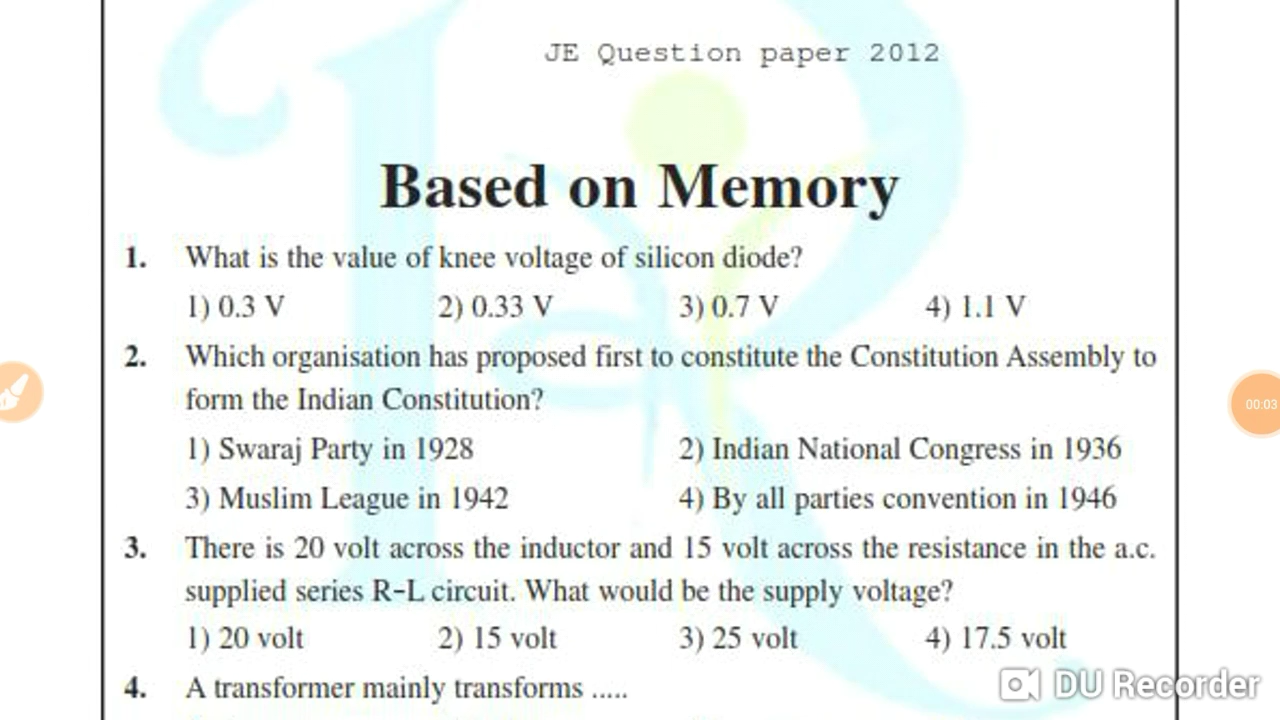 JE Question paper 2012
Based on Memory
1. What is the value of knee voltage of silicon diode?
1) 0.3 V 2) 0.33 V 3) 0.7 V 4) 1.1 V
2. Which organisation has proposed first to constitute the Constitution Assembly to
form the Indian Constitution?
1) Swaraj Party in 1928 2) Indian National Congress in 1936
3) Muslim League in 1942 4) By all parties convention in 1946
3. There is 20 volt across the inductor and 15 volt across the resistance in the a.c.
supplied series R-L circuit. What would be the supply voltage?
1) 20 volt 2) 15 volt 3) 25 volt 4) 17.5 volt
4. A transformer mainly transforms .....
00:03
DU Recorder